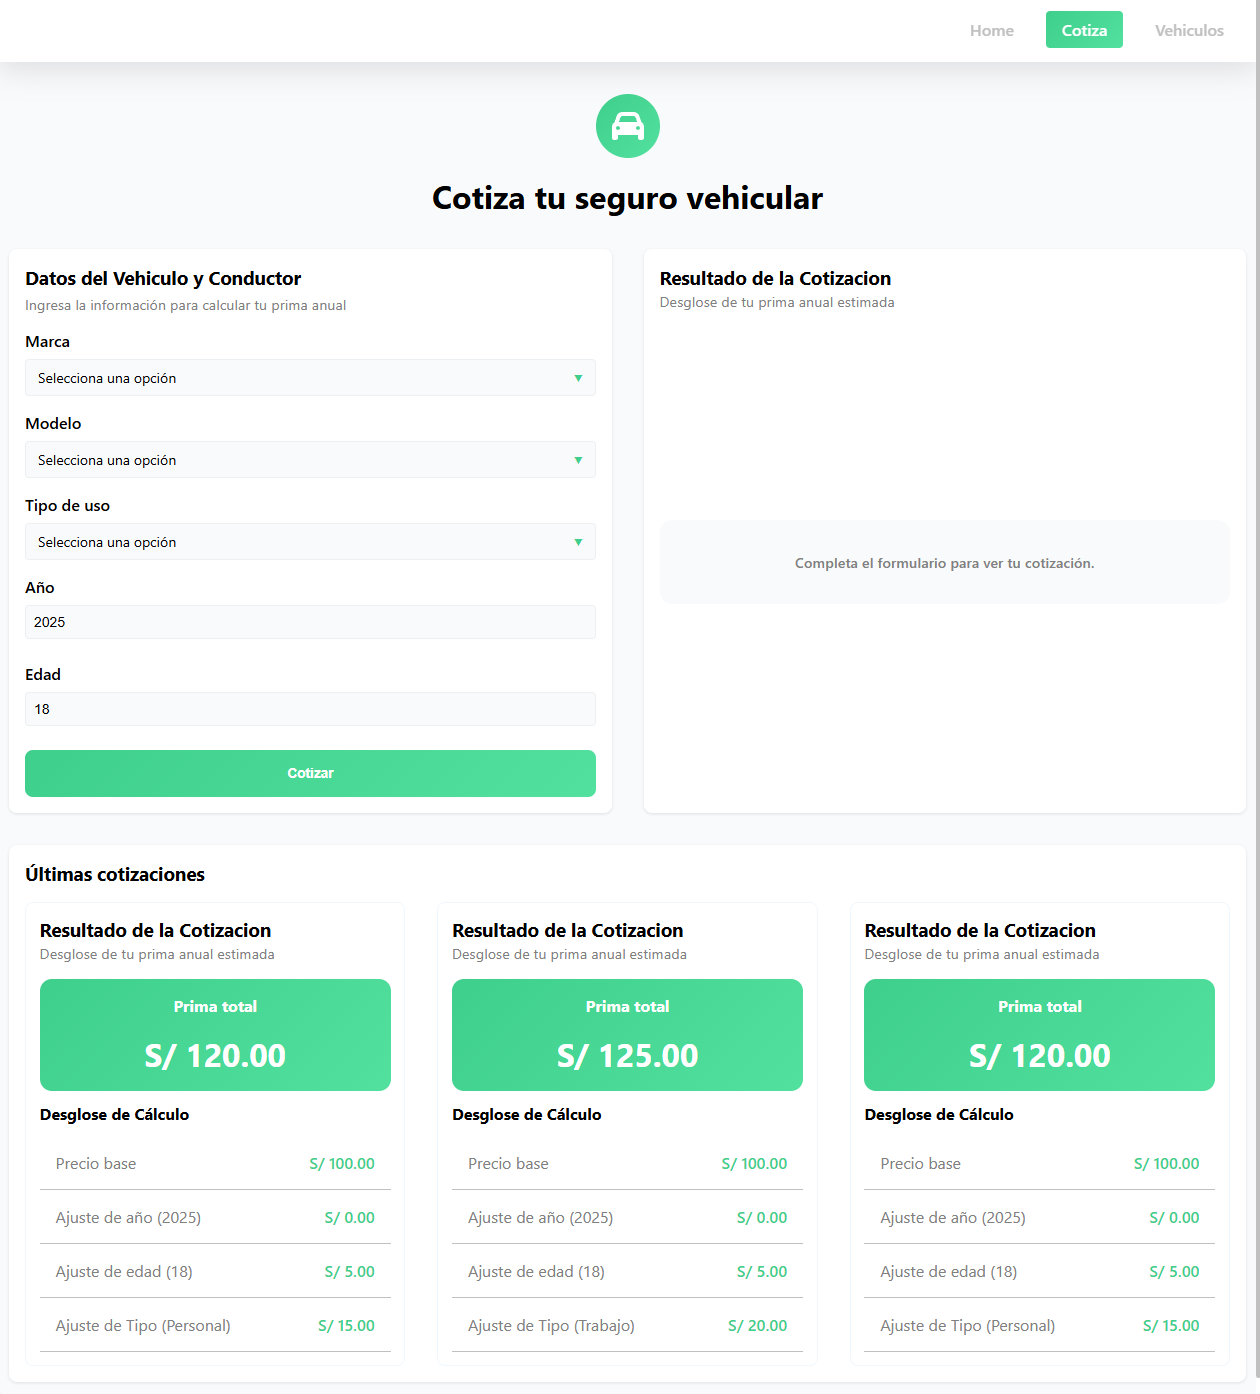 Home
Cotiza
Vehiculos
Cotiza tu seguro vehicular
Datos del Vehiculo y Conductor
Ingresa la información para calcular tu prima anual
Marca
Selecciona una opción
Modelo
Selecciona una opción
Tipo de uso
Selecciona una opción
Año
2025
Edad
18
Cotizar
Resultado de la Cotizacion
Desglose de tu prima anual estimada
Completa el formulario para ver tu cotización.
Últimas cotizaciones
Resultado de la Cotizacion
Desglose de tu prima anual estimada
Prima total
S/ 120.00
Desglose de Cálculo
Precio base S/ 100.00
Ajuste de año (2025) S/ 0.00
Ajuste de edad (18) S/ 5.00
Ajuste de Tipo (Personal) S/ 15.00
Resultado de la Cotizacion
Desglose de tu prima anual estimada
Prima total
S/ 125.00
Desglose de Cálculo
Precio base S/ 100.00
Ajuste de año (2025) S/ 0.00
Ajuste de edad (18) S/ 5.00
Ajuste de Tipo (Trabajo) S/ 20.00
Resultado de la Cotizacion
Desglose de tu prima anual estimada
Prima total
S/ 120.00
Desglose de Cálculo
Precio base S/ 100.00
Ajuste de año (2025) S/ 0.00
Ajuste de edad (18) S/ 5.00
Ajuste de Tipo (Personal) S/ 15.00